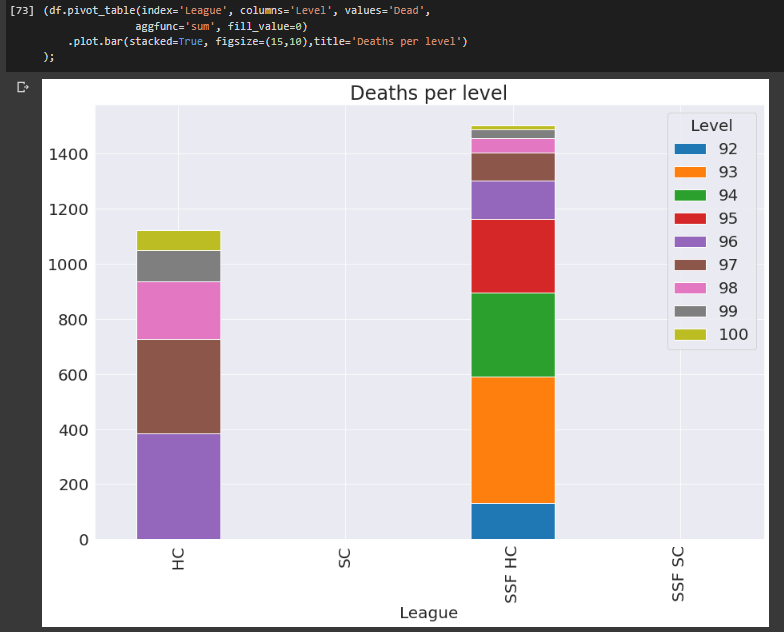 [73] (df.pivot_table(index='League', columns='Level', values='Dead',
aggfunc='sum', fill_value=0)
.plot.bar(stacked=True, figsize=(15,10),title='Deaths per level')
);
Deaths per level
1400
1200
1000
800
600
400
200
0
Level
92
93
94
95
96
97
98
99
100
HC
SC
SSF HC
SSF SC
League